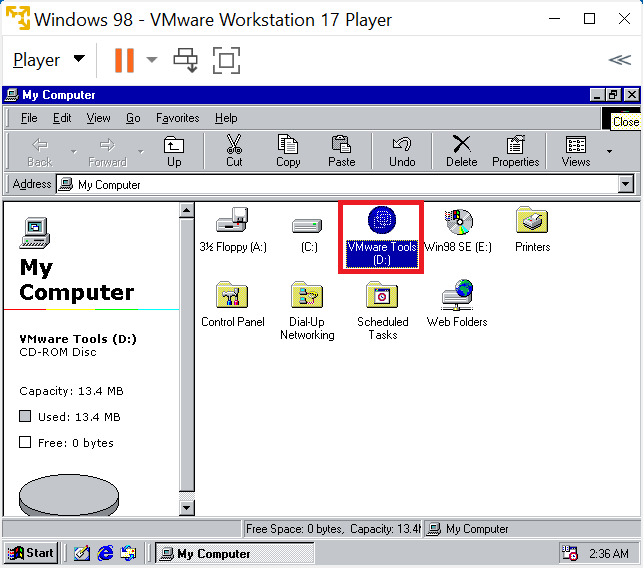 Windows 98 - VMware Workstation 17 Player
Player
My Computer
File Edit View Go Favorites Help
Close
Back Forward Up Cut Copy Paste Undo Delete Properties Views
Address My Computer
My
Computer
VMware Tools (D:)
CD-ROM Disc
Capacity: 13.4 MB
Used: 13.4 MB
Free: 0 bytes
3½ Floppy (A:) (C:) VMware Tools
(D:) Win98 SE (E:) Printers
Control Panel Dial-Up
Networking Scheduled
Tasks Web Folders
Free Space: 0 bytes, Capacity: 13.4 My Computer
Start My Computer 2:36 AM